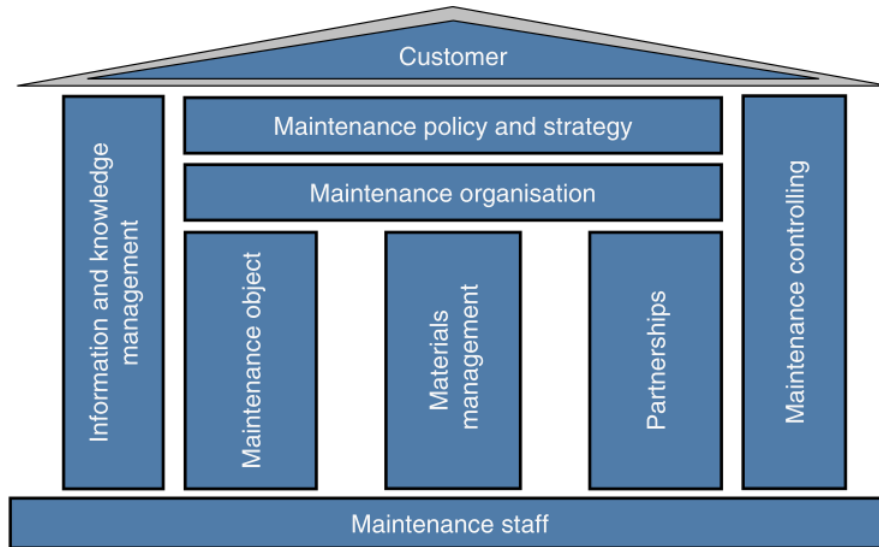 Customer
Maintenance policy and strategy
Maintenance organisation
Information and knowledge
management
Maintenance object
Materials
management
Partnerships
Maintenance controlling
Maintenance staff